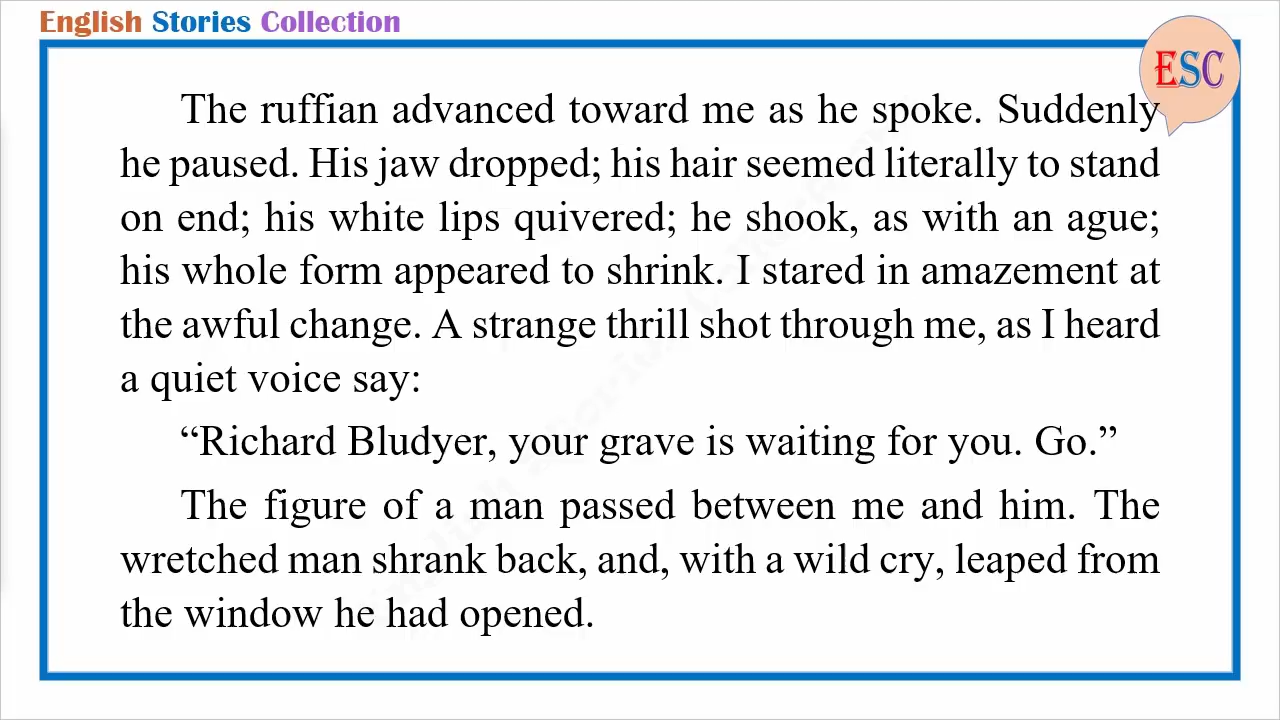 English Stories Collection
ESC
The ruffian advanced toward me as he spoke. Suddenly
he paused. His jaw dropped; his hair seemed literally to stand
on end; his white lips quivered; he shook, as with an ague;
his whole form appeared to shrink. I stared in amazement at
the awful change. A strange thrill shot through me, as I heard
a quiet voice say:
“Richard Bludyer, your grave is waiting for you. Go.”
The figure of a man passed between me and him. The
wretched man shrank back, and, with a wild cry, leaped from
the window he had opened.